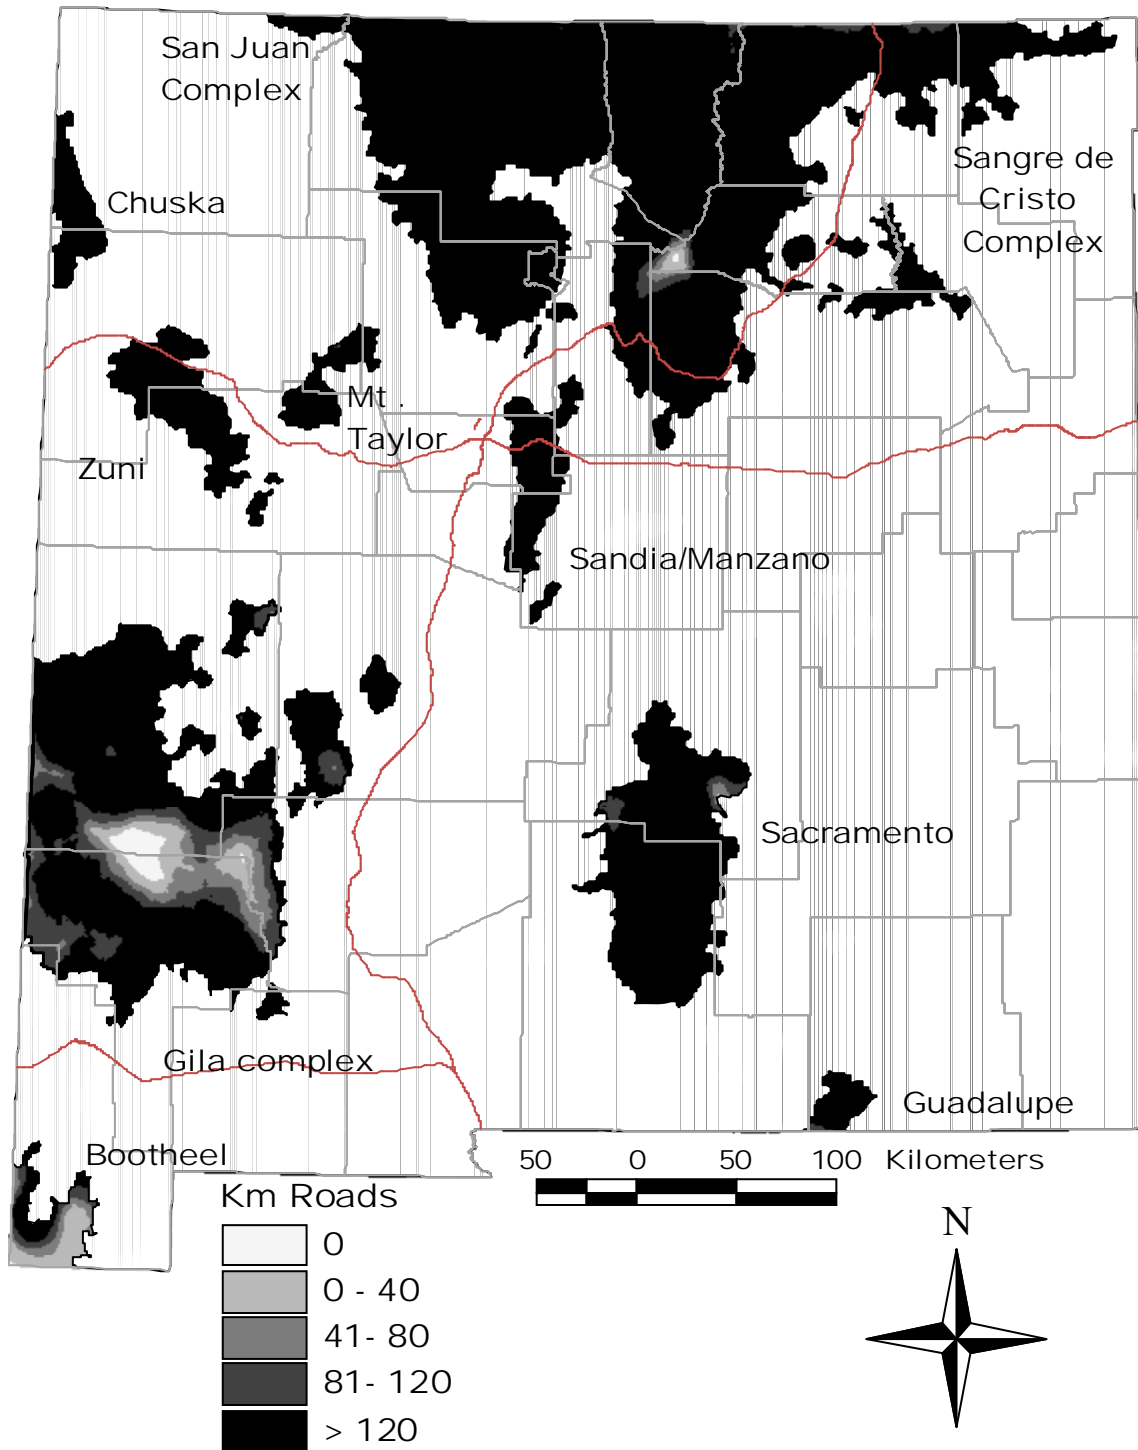 San Juan
Complex
Sangre de
Cristo
Complex
Chuska
Mt.
Taylor
Zuni
Sandia/Manzano
Sacramento
Gila complex
Guadalupe
Bootheel
50 0 50 100 Kilometers
Km Roads
0
0 - 40
41- 80
81- 120
> 120
N